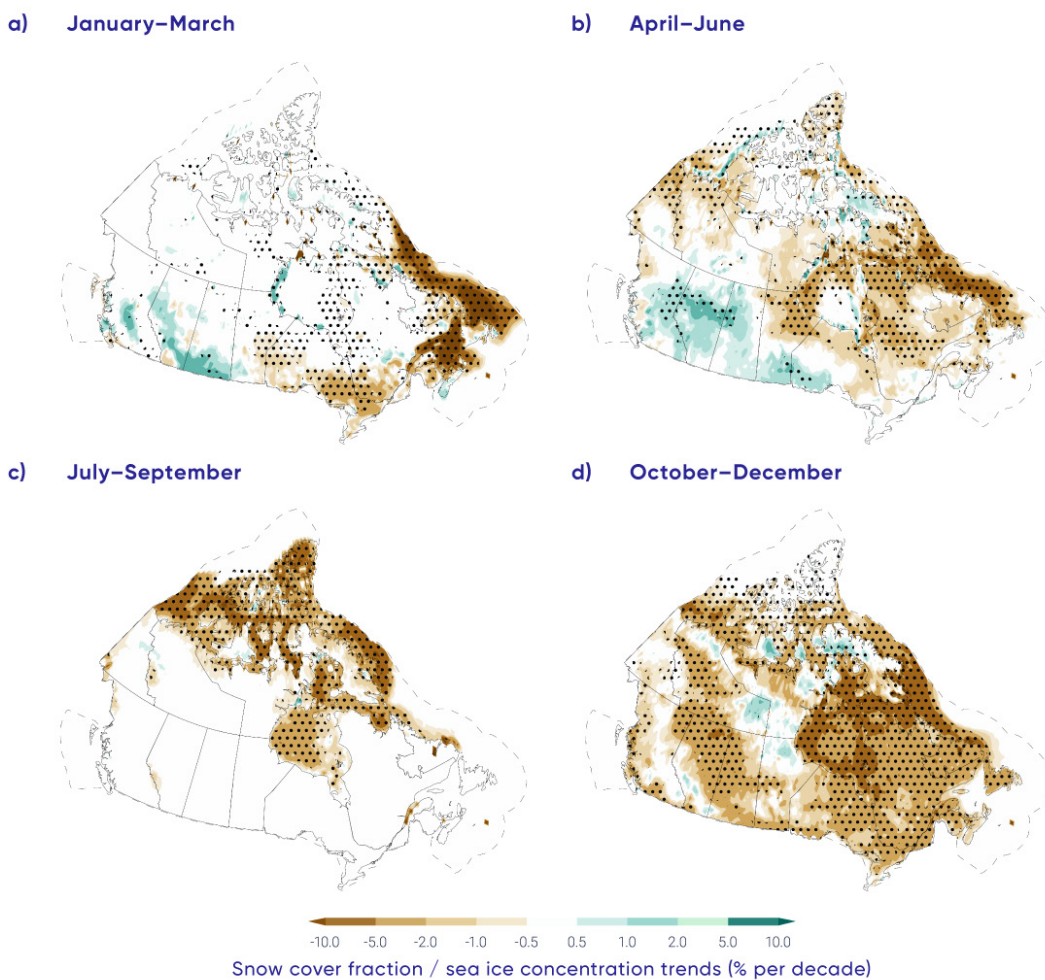 a) January–March
b) April–June
c) July–September
d) October–December
-10.0 -5.0 -2.0 -1.0 -0.5 0.5 1.0 2.0 5.0 10.0
Snow cover fraction / sea ice concentration trends (% per decade)